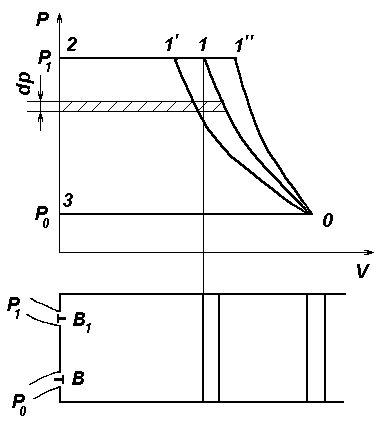 P
2 1' 1 1''
P₁
dp
P₀ 3 0
V
P₁ B₁
B
P₀